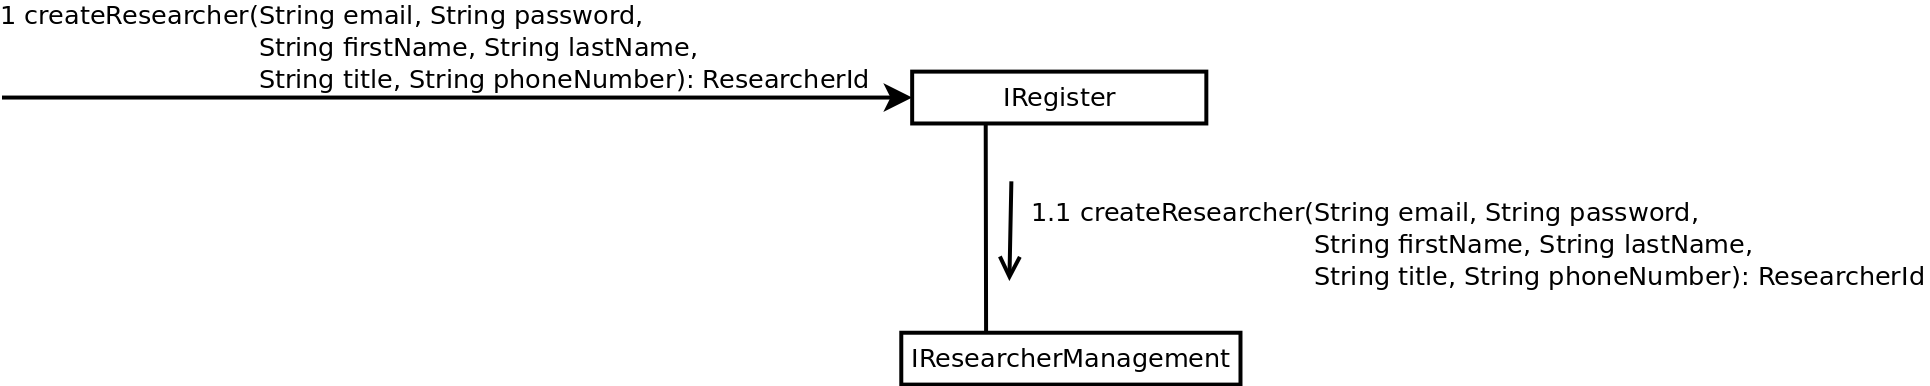 1 createResearcher(String email, String password,
String firstName, String lastName,
String title, String phoneNumber): ResearcherId
IRegister
1.1 createResearcher(String email, String password,
String firstName, String lastName,
String title, String phoneNumber): ResearcherId
IResearcherManagement